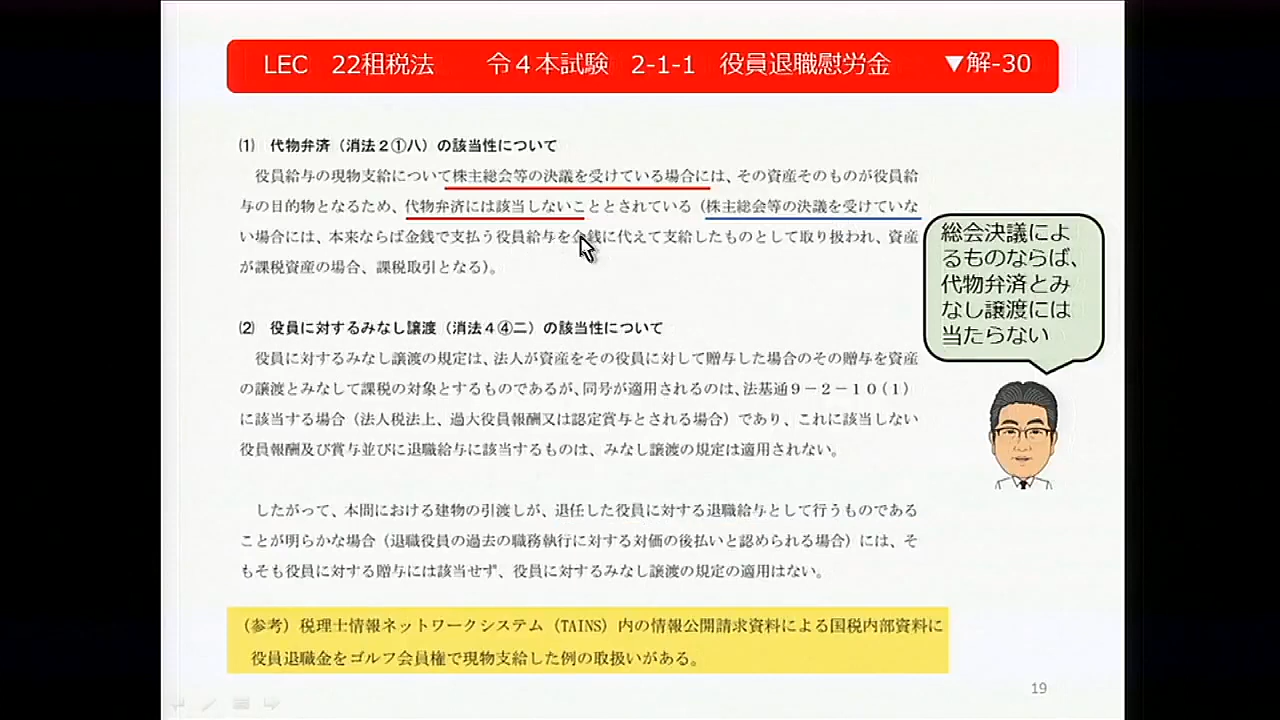 LEC 22租税法 令4本試験 2-1-1 役員退職慰労金 ▼解-30
⑴ 代物弁済（消法２①八）の該当性について
役員給与の現物支給について株主総会等の決議を受けている場合には、その資産そのものが役員給
与の目的物となるため、代物弁済には該当しないこととされている（株主総会等の決議を受けていな
い場合には、本来ならば金銭で支払う役員給与を金銭に代えて支給したものとして取り扱われ、資産
が課税資産の場合、課税取引となる）。
総会決議によ
るものならば、
代物弁済とみ
なし譲渡には
当たらない
⑵ 役員に対するみなし譲渡（消法４④二）の該当性について
役員に対するみなし譲渡の規定は、法人が資産をその役員に対して贈与した場合のその贈与を資産
の譲渡とみなして課税の対象とするものであるが、同号が適用されるのは、法基通９－２－10（１）
に該当する場合（法人税法上、過大役員報酬又は認定賞与とされる場合）であり、これに該当しない
役員報酬及び賞与並びに退職給与に該当するものは、みなし譲渡の規定は適用されない。
したがって、本問における建物の引渡しが、退任した役員に対する退職給与として行うものである
ことが明らかな場合（退職役員の過去の職務執行に対する対価の後払いと認められる場合）には、そ
もそも役員に対する贈与には該当せず、役員に対するみなし譲渡の規定の適用はない。
（参考）税理士情報ネットワークシステム（TAINS）内の情報公開請求資料による国税内部資料に
役員退職金をゴルフ会員権で現物支給した例の取扱いがある。
19